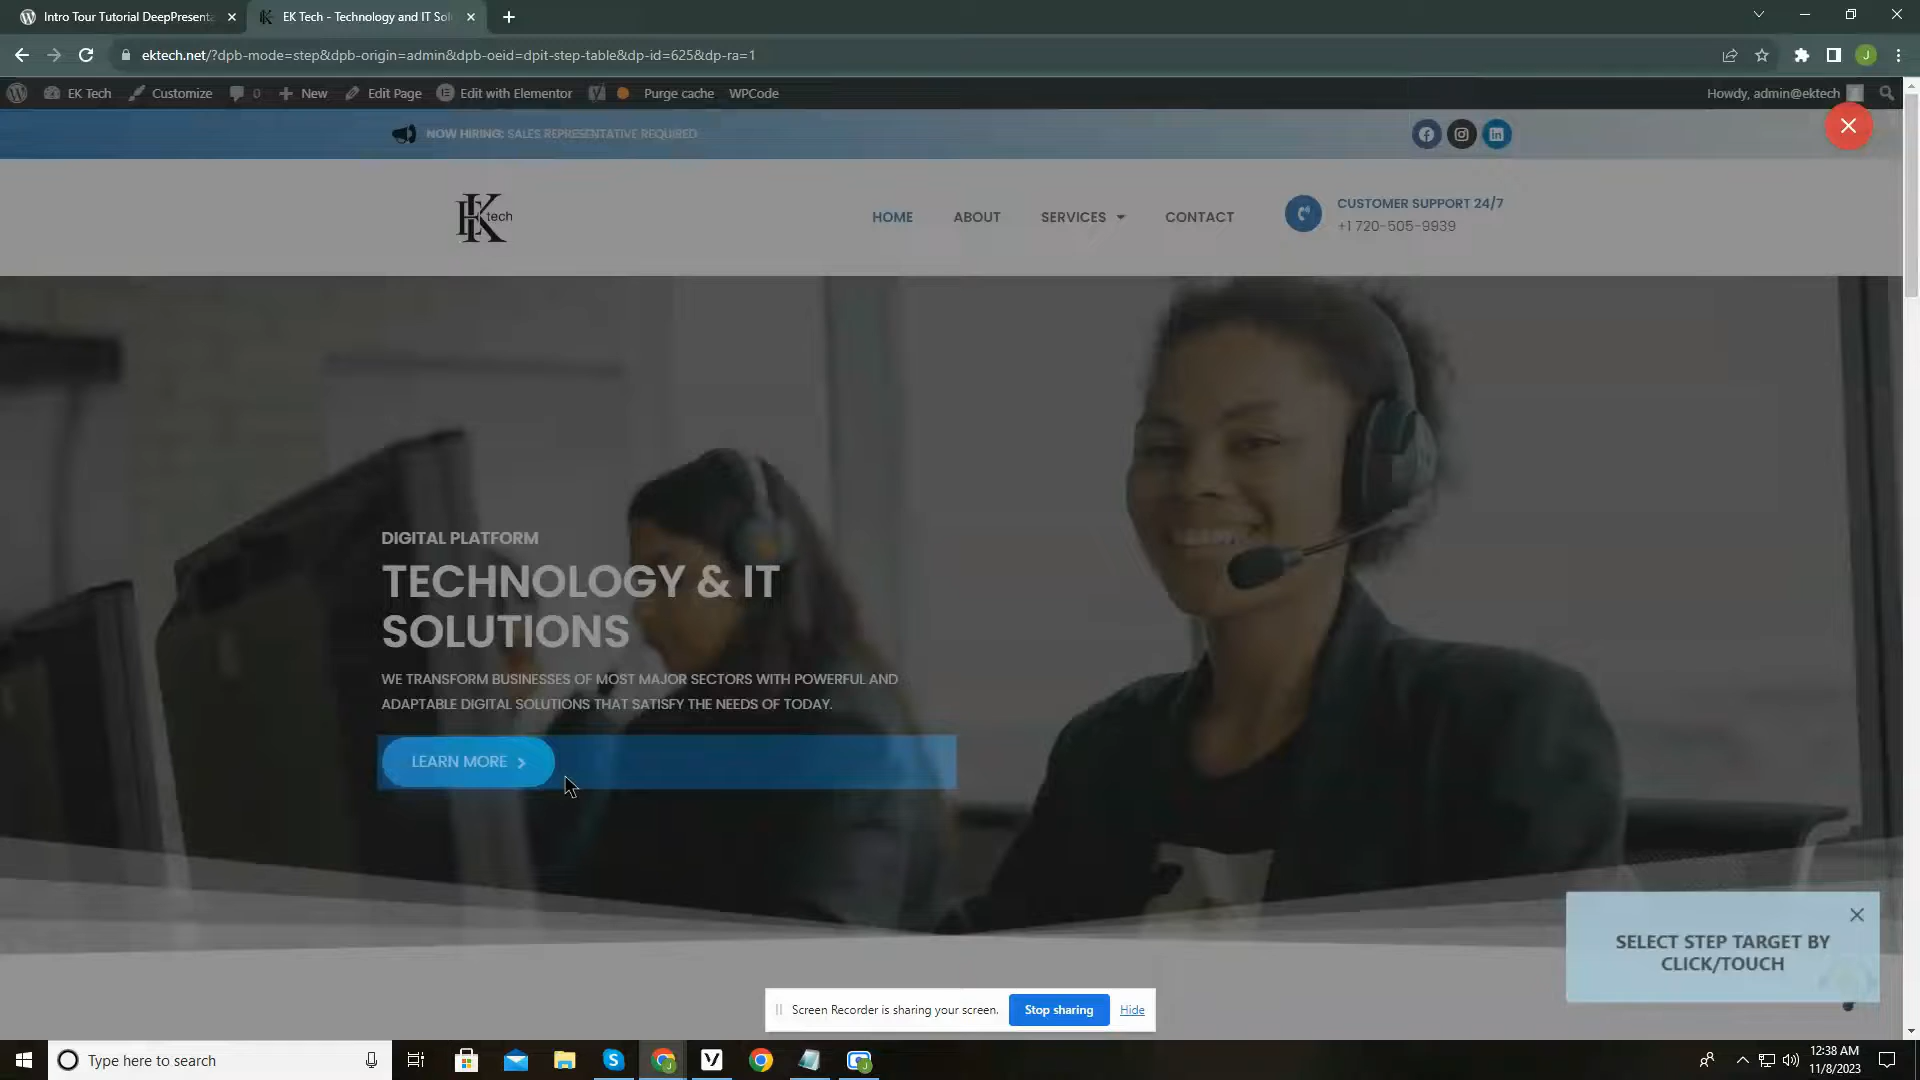 Intro Tour Tutorial DeepPresenta
EK Tech - Technology and IT Sol
ektech.net/?dpb-mode=step&dpb-origin=admin&dpb-oeid=dpit-step-table&dp-id=625&dp-ra=1
J
EK Tech
Customize
0
New
Edit Page
Edit with Elementor
Purge cache
WPCode
Howdy, admin@ektech
NOW HIRING: SALES REPRESENTATIVE REQUIRED
EK tech
HOME
ABOUT
SERVICES
CONTACT
CUSTOMER SUPPORT 24/7
+1 720-505-9939
DIGITAL PLATFORM
TECHNOLOGY & IT
SOLUTIONS
WE TRANSFORM BUSINESSES OF MOST MAJOR SECTORS WITH POWERFUL AND
ADAPTABLE DIGITAL SOLUTIONS THAT SATISFY THE NEEDS OF TODAY.
LEARN MORE
SELECT STEP TARGET BY
CLICK/TOUCH
Screen Recorder is sharing your screen.
Stop sharing
Hide
Type here to search
12:38 AM
11/8/2023